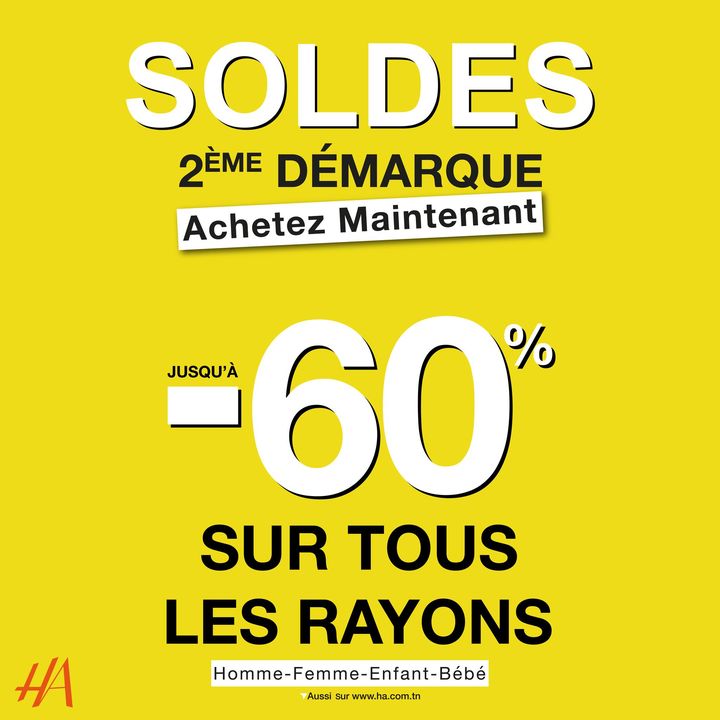 SOLDES
2ÈME DÉMARQUE
Achetez Maintenant
JUSQU'À
-60%
SUR TOUS
LES RAYONS
Homme-Femme-Enfant-Bébé
Aussi sur www.ha.com.tn
HA